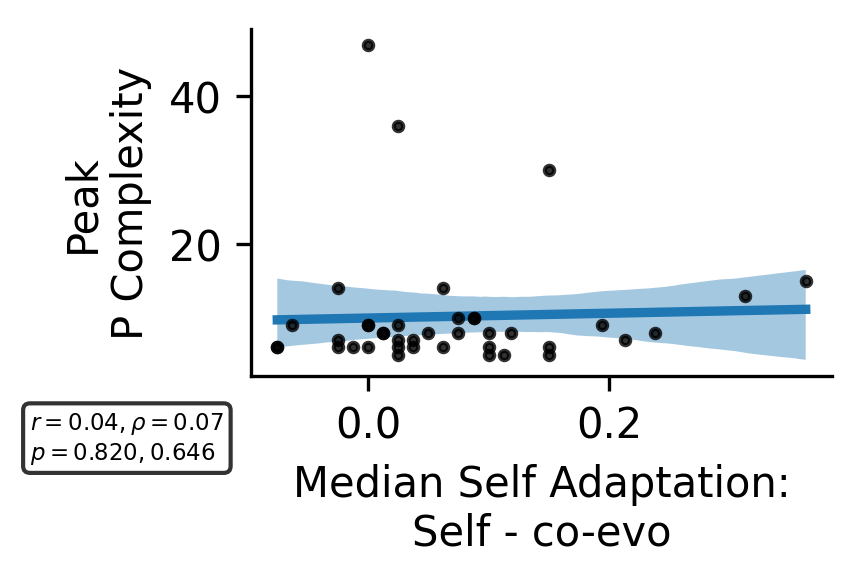 Peak
P Complexity
40
20
0.0
0.2
Median Self Adaptation:
Self - co-evo
r = 0.04, ρ = 0.07
p = 0.820, 0.646